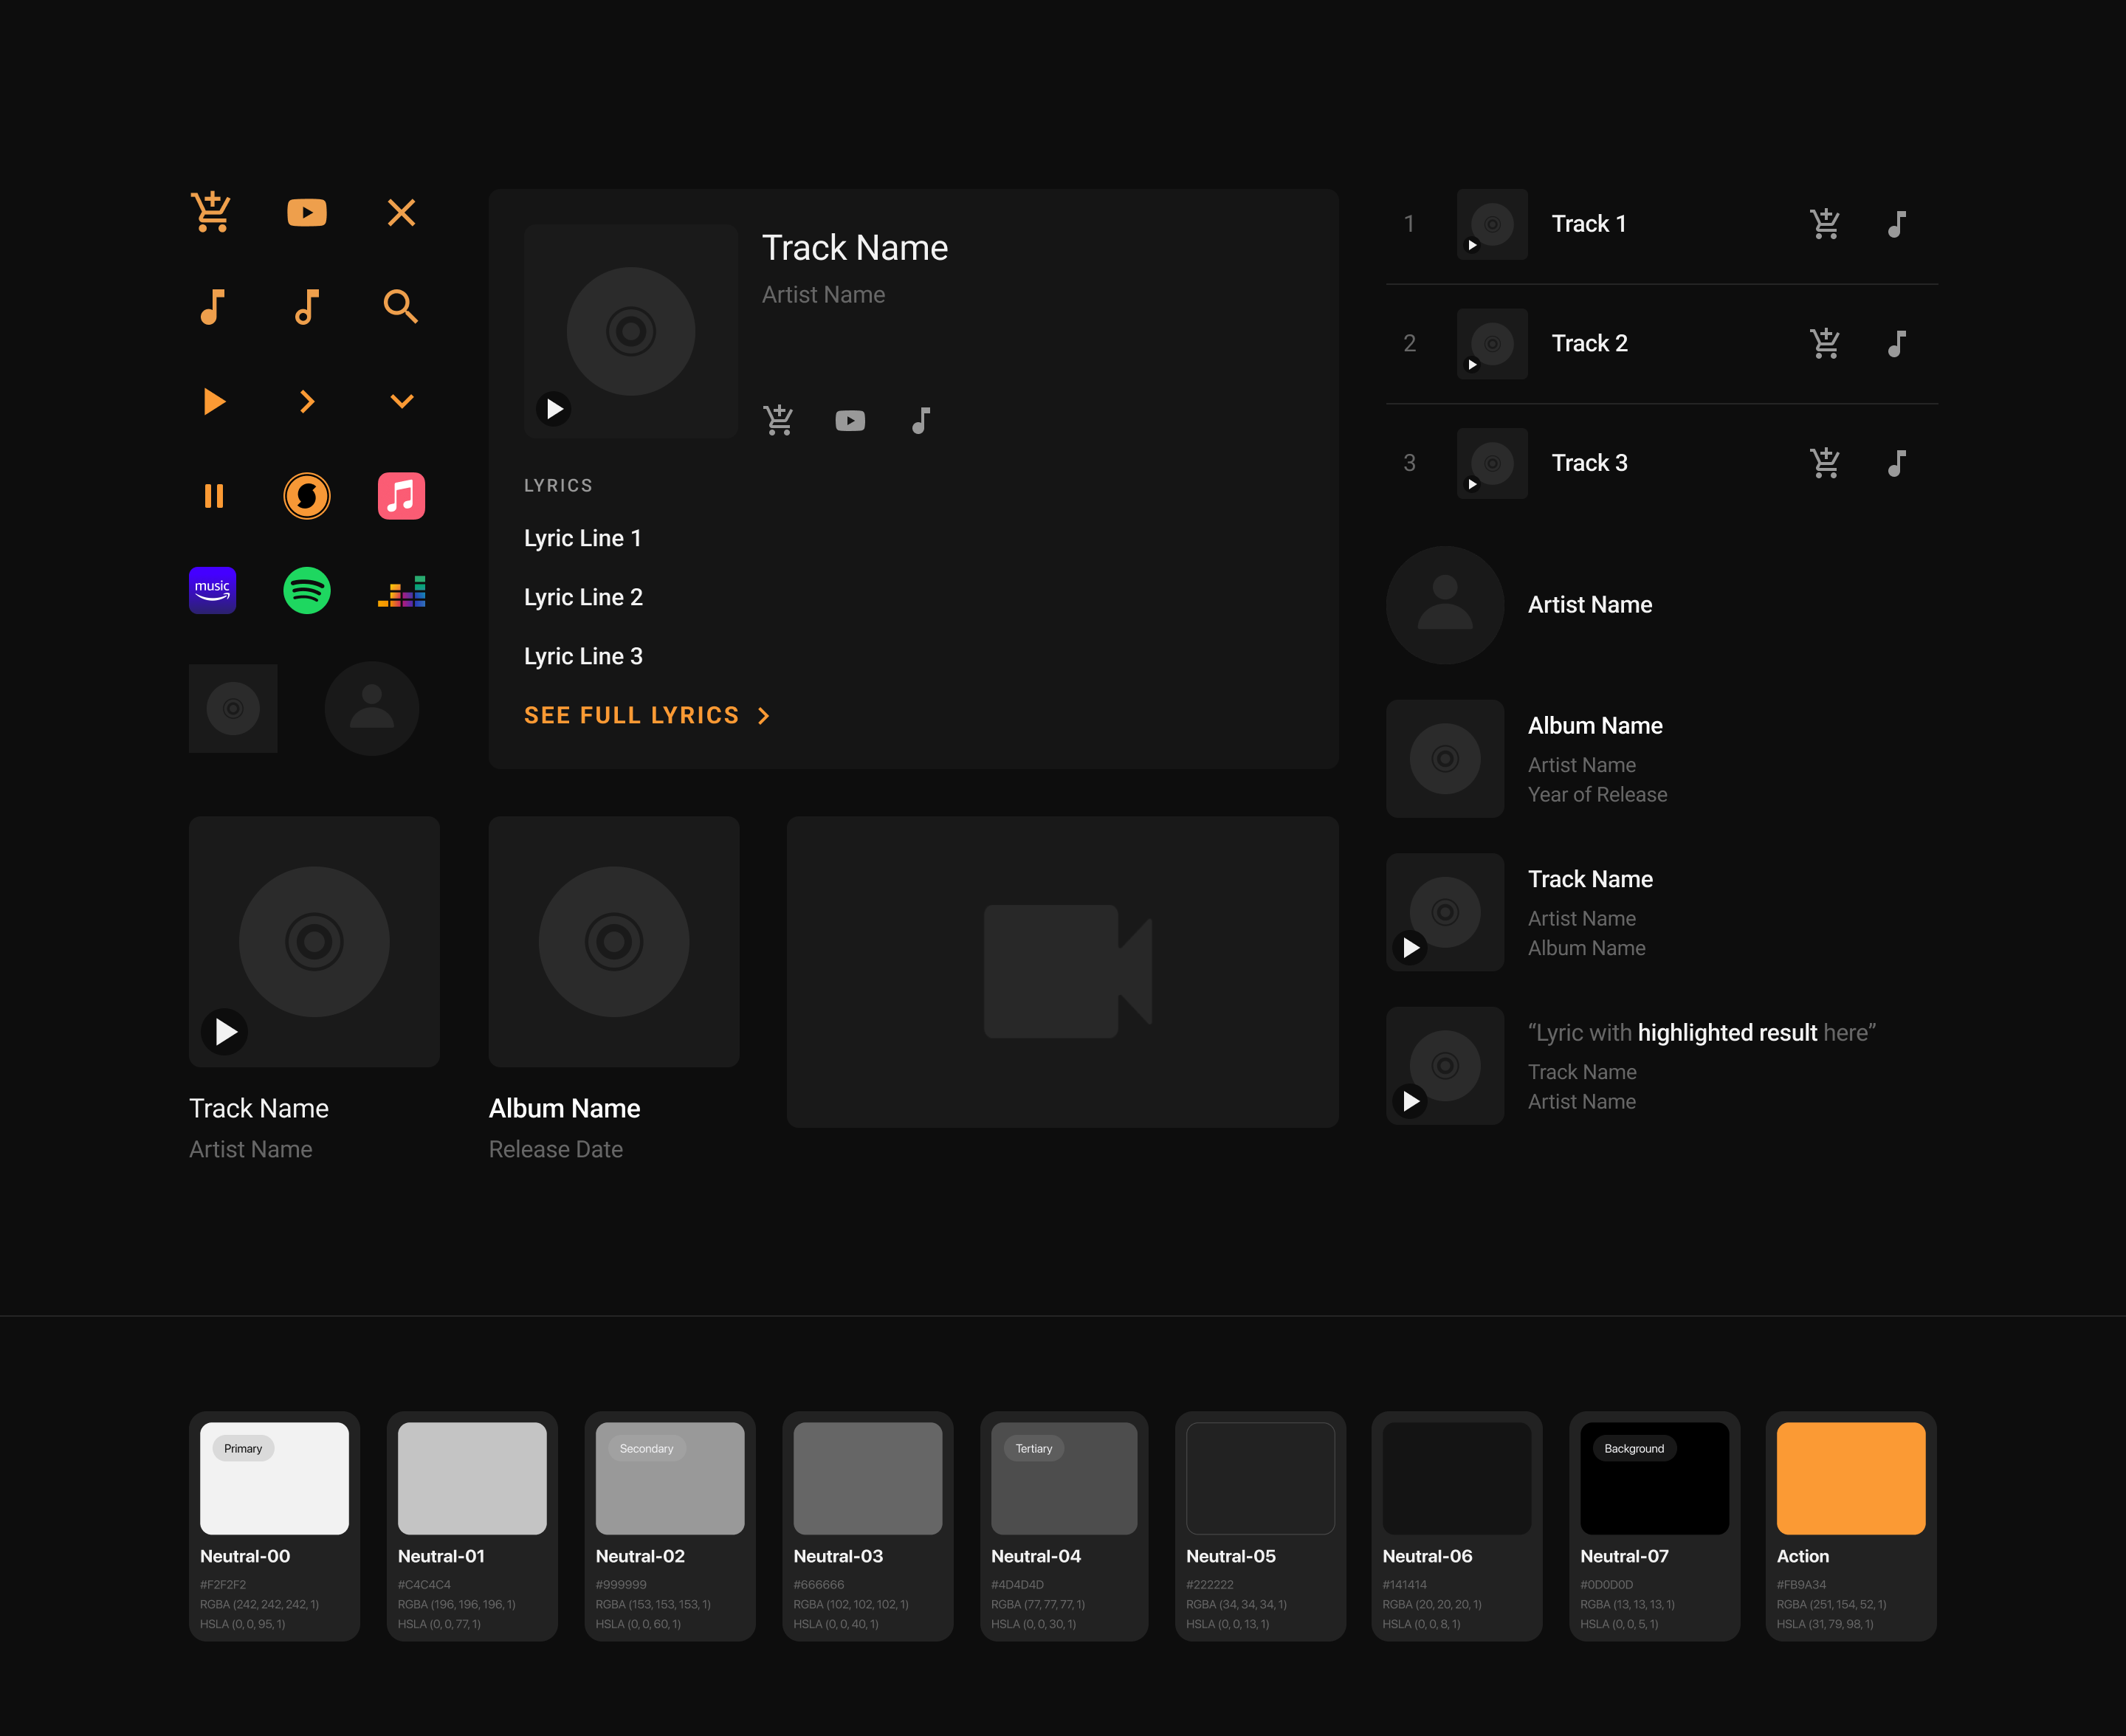 music
Track Name
Artist Name
LYRICS
Lyric Line 1
Lyric Line 2
Lyric Line 3
SEE FULL LYRICS
1
Track 1
2
Track 2
3
Track 3
Artist Name
Album Name
Artist Name
Year of Release
Track Name
Artist Name
Album Name
“Lyric with highlighted result here”
Track Name
Artist Name
Track Name
Artist Name
Album Name
Release Date
Primary
Neutral-00
#F2F2F2
RGBA (242, 242, 242, 1)
HSLA (0, 0, 95, 1)
Neutral-01
#C4C4C4
RGBA (196, 196, 196, 1)
HSLA (0, 0, 77, 1)
Secondary
Neutral-02
#999999
RGBA (153, 153, 153, 1)
HSLA (0, 0, 60, 1)
Neutral-03
#666666
RGBA (102, 102, 102, 1)
HSLA (0, 0, 40, 1)
Tertiary
Neutral-04
#4D4D4D
RGBA (77, 77, 77, 1)
HSLA (0, 0, 30, 1)
Neutral-05
#222222
RGBA (34, 34, 34, 1)
HSLA (0, 0, 13, 1)
Neutral-06
#141414
RGBA (20, 20, 20, 1)
HSLA (0, 0, 8, 1)
Background
Neutral-07
#0D0D0D
RGBA (13, 13, 13, 1)
HSLA (0, 0, 5, 1)
Action
#FB9A34
RGBA (251, 154, 52, 1)
HSLA (31, 79, 98, 1)